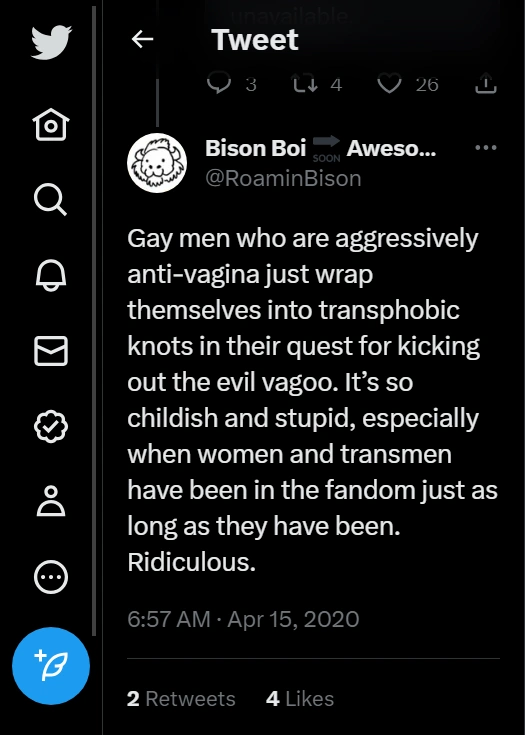 unavailable.
Tweet
3 4 26
Bison Boi SOON Aweso...
@RoaminBison
Gay men who are aggressively
anti-vagina just wrap
themselves into transphobic
knots in their quest for kicking
out the evil vagoo. It’s so
childish and stupid, especially
when women and transmen
have been in the fandom just as
long as they have been.
Ridiculous.
6:57 AM · Apr 15, 2020
2 Retweets 4 Likes